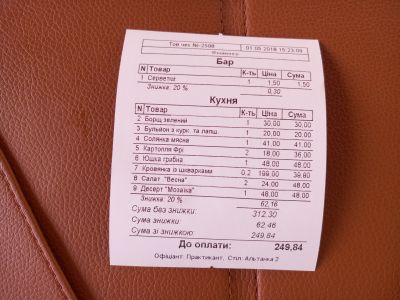 Тов.чек № -2508 01.05.2018 15:23:09
Бар
N Товар К-ть Ціна Сума
1 Серветки 1 1,50 1,50
Знижка: 20 % 0,30
Кухня
N Товар К-ть Ціна Сума
2 Борщ зелений 1 30,00 30,00
3 Бульйон з курк. та лапш. 1 20,00 20,00
4 Солянка мясна 1 41,00 41,00
5 Картопля Фрі 2 18,00 36,00
6 Юшка грибна 1 48,00 48,00
7 Кровянка із шкварками 0,2 199,00 39,80
8 Салат "Весна" 2 24,00 48,00
9 Десерт "Мозаїка" 1 48,00 48,00
Знижка: 20 % 62,16
Сума без знижки: 312,30
Сума знижки: 62,46
Сума зі знижкою: 249,84
До оплати: 249,84
Офіціант: Практикант, Стіл: Альтанка 2